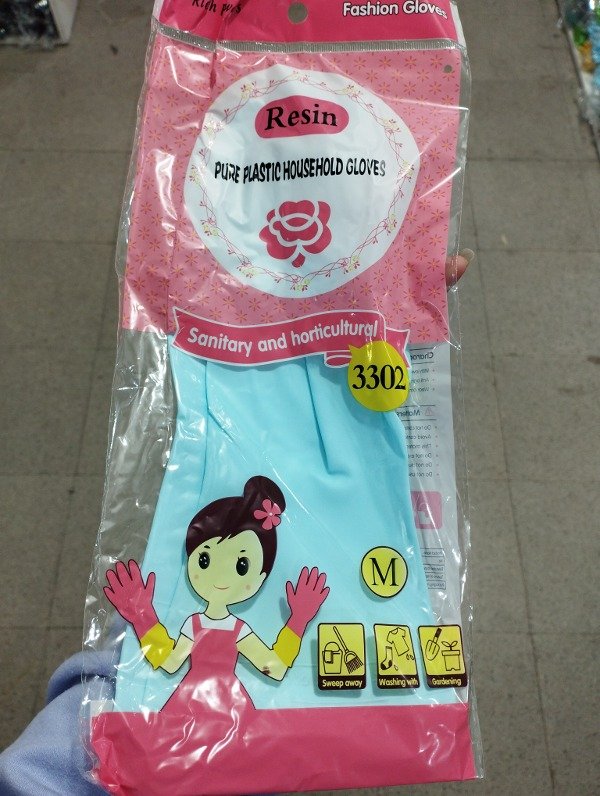 Fashion Gloves
Resin
PURE PLASTIC HOUSEHOLD GLOVES
Sanitary and horticultural
3302
M
Sweep away
Washing with
Gardening